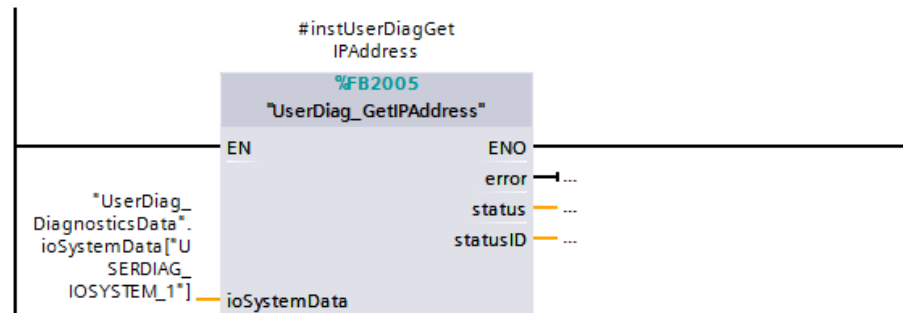 #instUserDiagGet
IPAddress
%FB2005
"UserDiag_GetIPAddress"
EN
ENO
error
...
status
...
statusID
...
"UserDiag_
DiagnosticsData".
ioSystemData["U
SERDIAG_
IOSYSTEM_1"]
ioSystemData